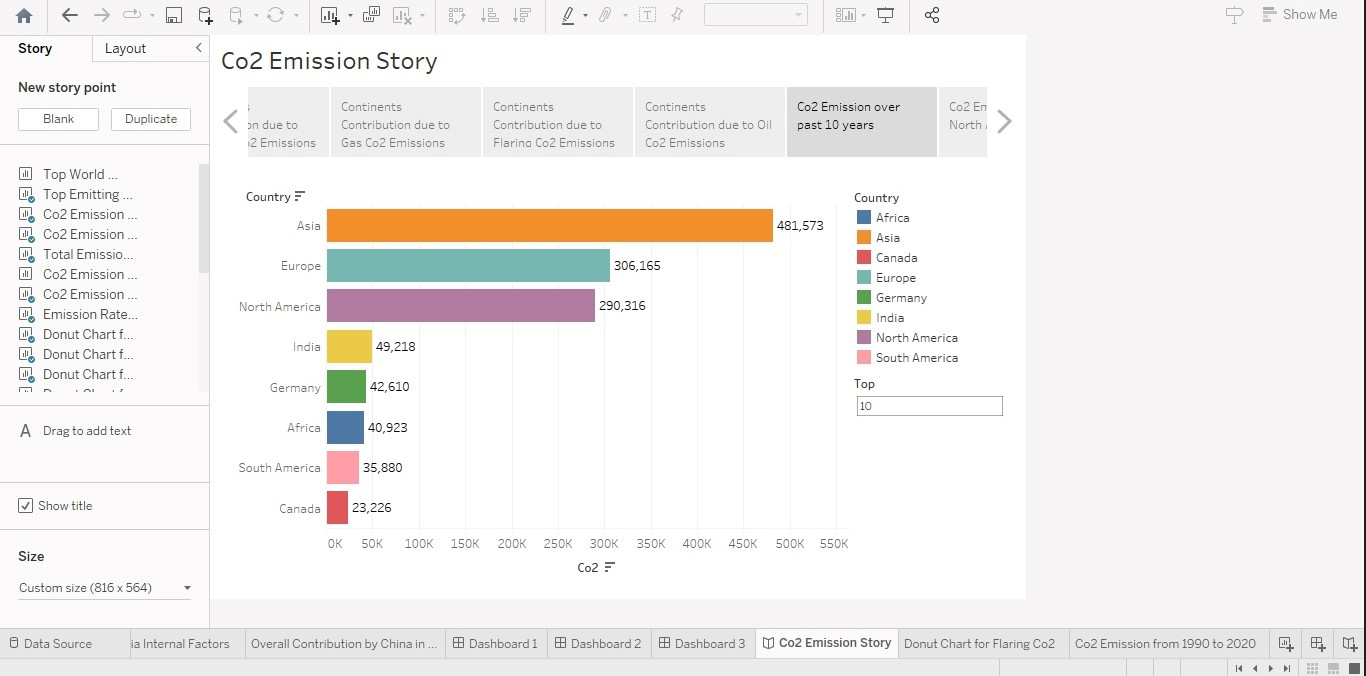 Show Me
Story
Layout
New story point
Blank
Duplicate
Top World ...
Top Emitting ...
Co2 Emission ...
Co2 Emission ...
Total Emissio...
Co2 Emission ...
Co2 Emission ...
Emission Rate...
Donut Chart f...
Donut Chart f...
Donut Chart f...
A Drag to add text
Show title
Size
Custom size (816 x 564)
Co2 Emission Story
s
on due to
o2 Emissions
Continents
Contribution due to
Gas Co2 Emissions
Continents
Contribution due to
Flaring Co2 Emissions
Continents
Contribution due to Oil
Co2 Emissions
Co2 Emission over
past 10 years
Co2 Em
North A
Country
Asia 481,573
Europe 306,165
North America 290,316
India 49,218
Germany 42,610
Africa 40,923
South America 35,880
Canada 23,226
0K 50K 100K 150K 200K 250K 300K 350K 400K 450K 500K 550K
Co2
Country
Africa
Asia
Canada
Europe
Germany
India
North America
South America
Top
10
Data Source
ia Internal Factors
Overall Contribution by China in ...
Dashboard 1
Dashboard 2
Dashboard 3
Co2 Emission Story
Donut Chart for Flaring Co2
Co2 Emission from 1990 to 2020